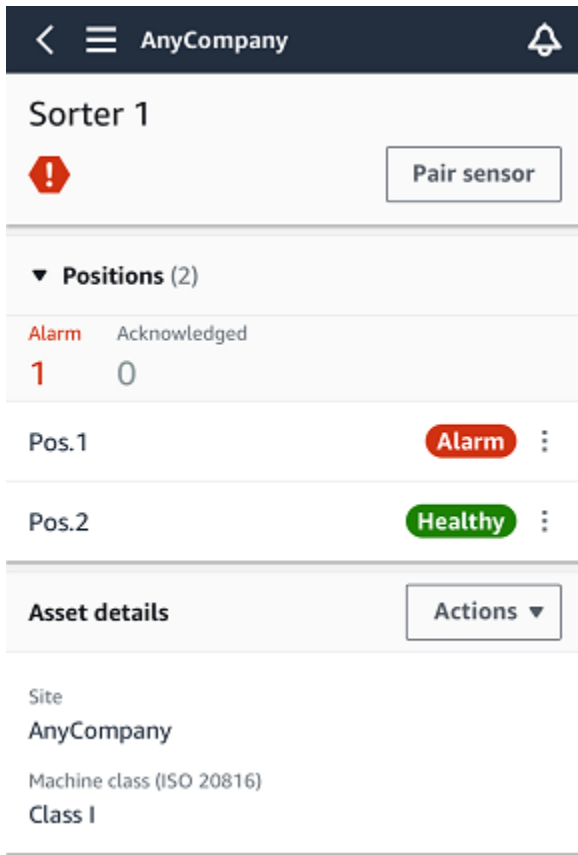 AnyCompany
Sorter 1
Pair sensor
Positions (2)
Alarm Acknowledged
1 0
Pos.1 Alarm
Pos.2 Healthy
Asset details Actions
Site
AnyCompany
Machine class (ISO 20816)
Class I